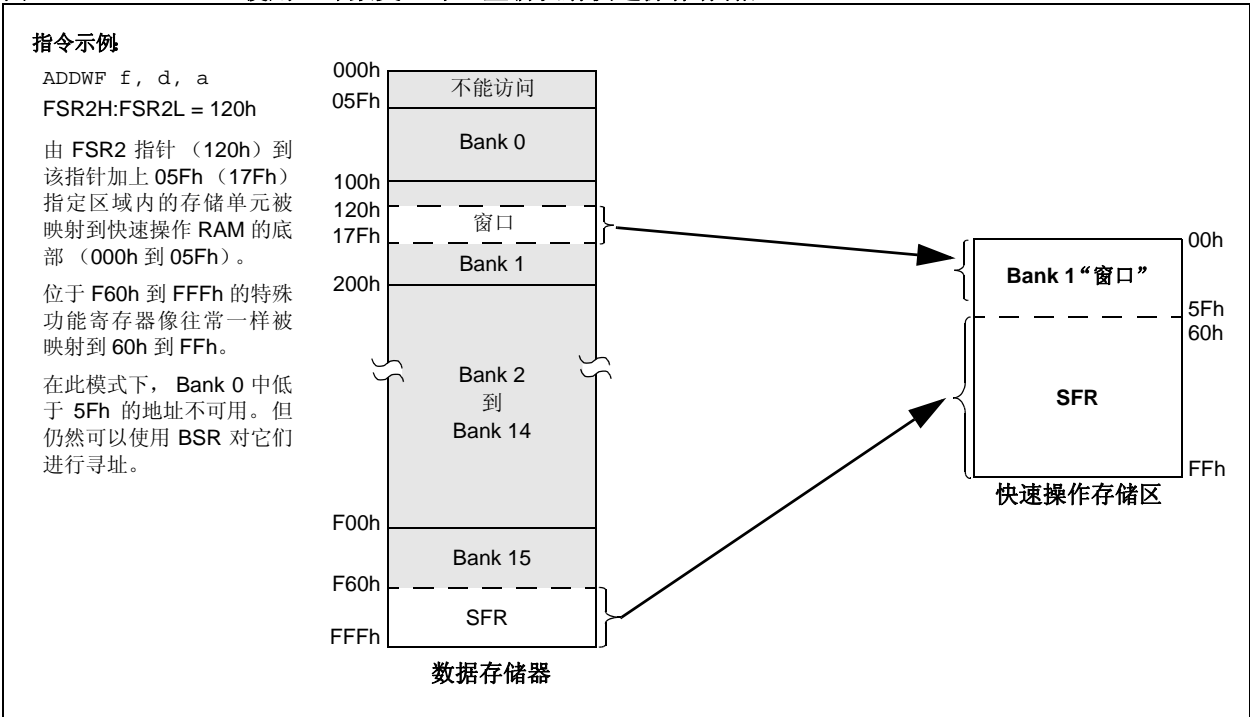 指令示例
ADDWF f, d, a
FSR2H:FSR2L = 120h
由 FSR2 指针 （120h）到
该指针加上 05Fh （17Fh）
指定区域内的存储单元被
映射到快速操作 RAM 的底
部 （000h 到 05Fh）。
位于 F60h 到 FFFh 的特殊
功能寄存器像往常一样被
映射到 60h 到 FFh。
在此模式下， Bank 0 中低
于 5Fh 的地址不可用。但
仍然可以使用 BSR 对它们
进行寻址。
000h
不能访问
05Fh
Bank 0
100h
120h
窗口
17Fh
Bank 1
200h
Bank 2
到
Bank 14
F00h
Bank 15
F60h
SFR
FFFh
数据存储器
00h
Bank 1“窗口”
5Fh
60h
SFR
FFh
快速操作存储区